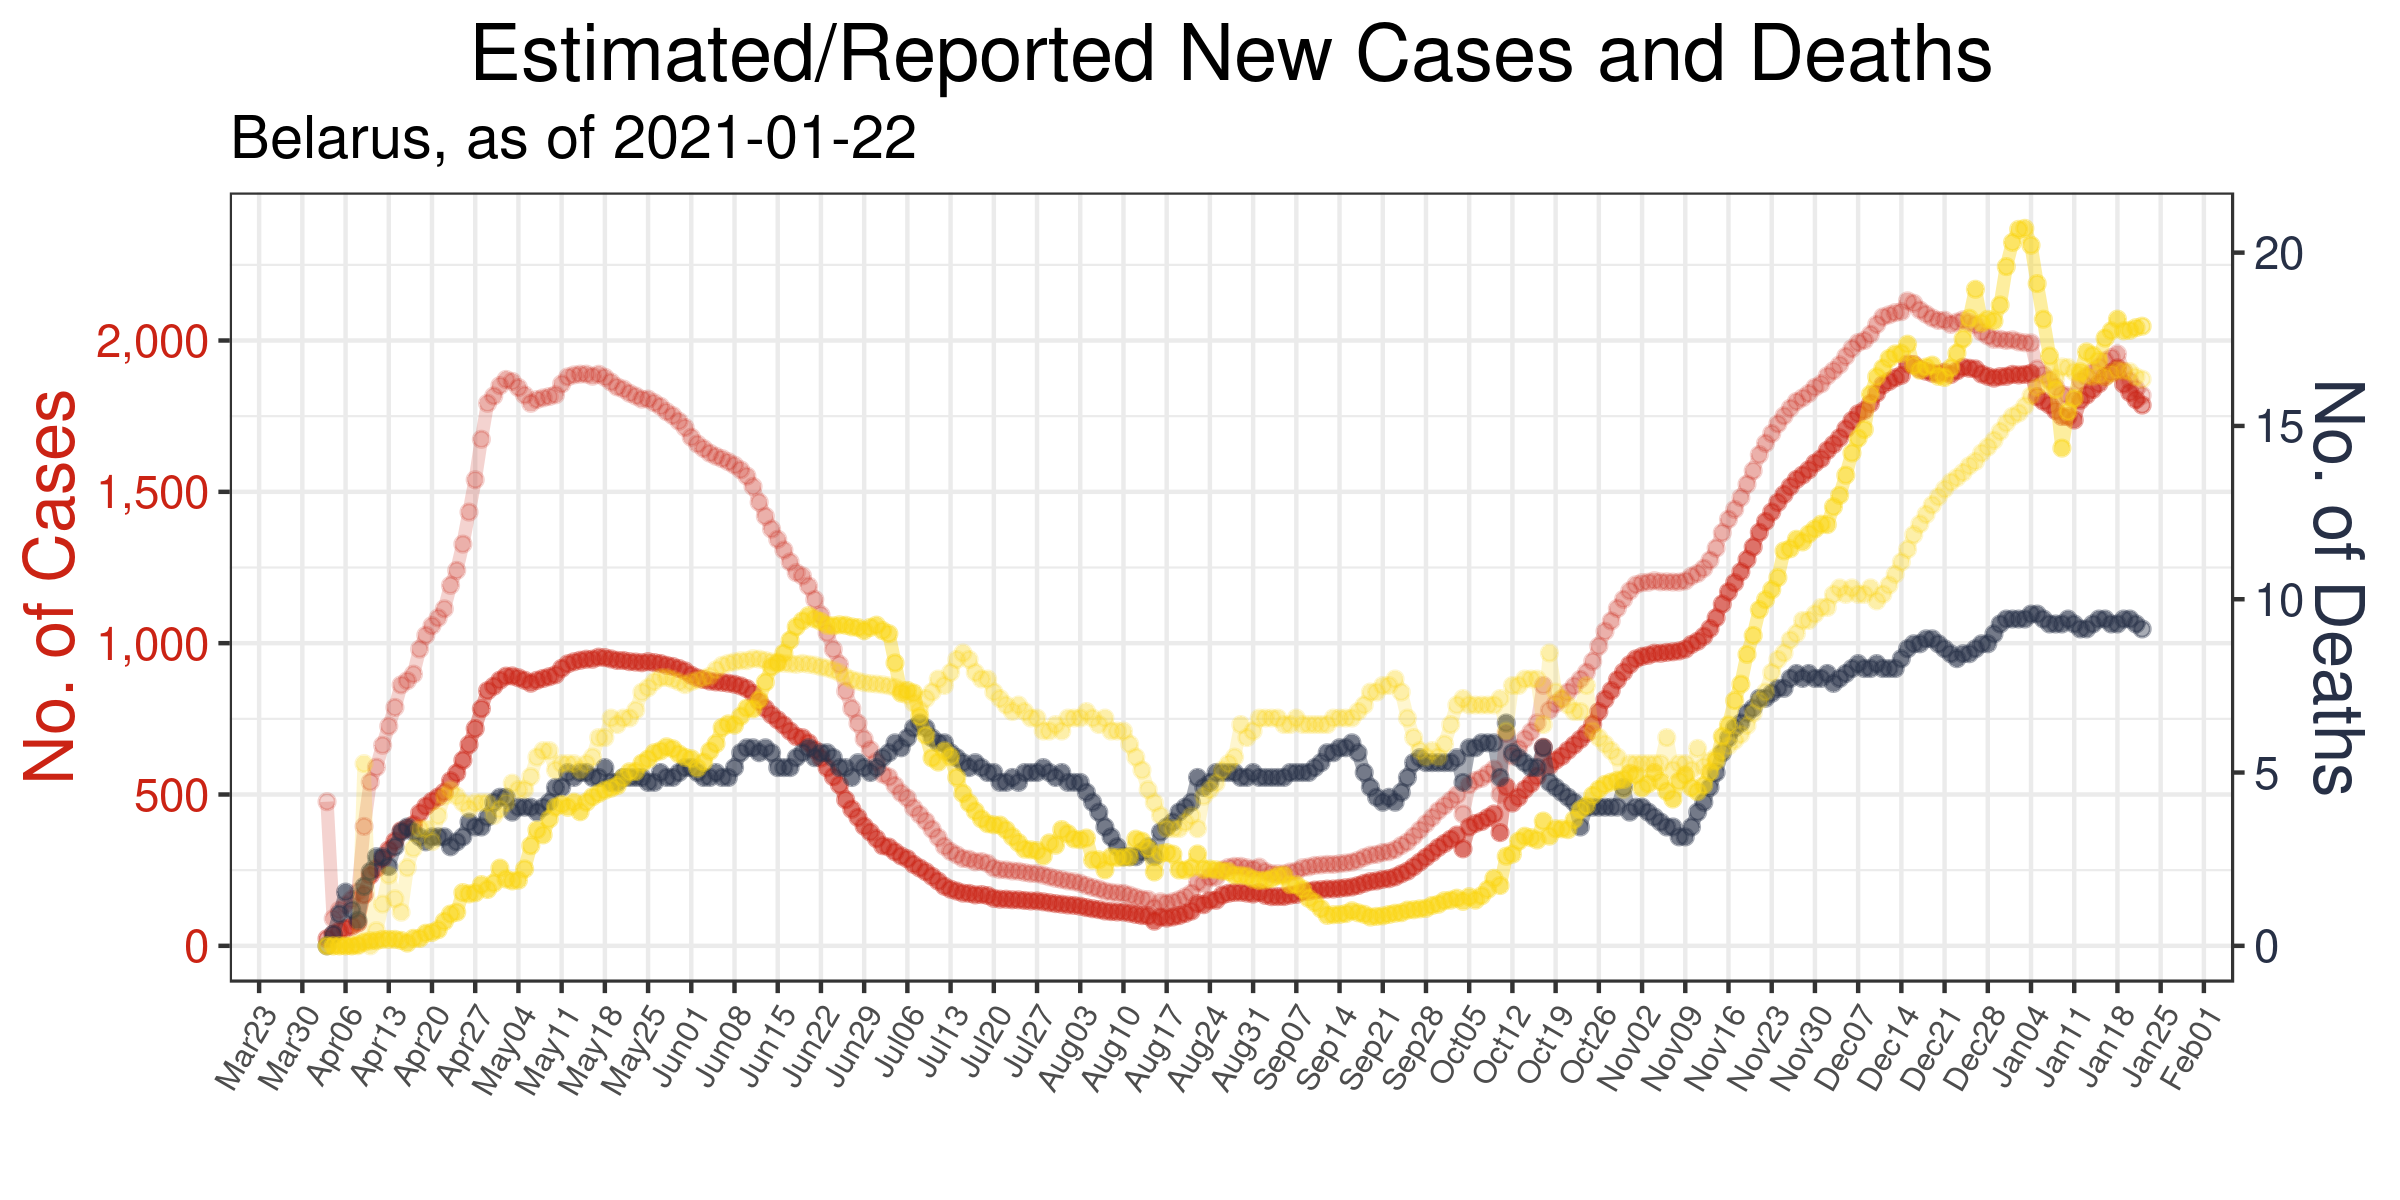 Estimated/Reported New Cases and Deaths
Belarus, as of 2021-01-22
No. of Cases
2,000
1,500
1,000
500
0
No. of Deaths
20
15
10
5
0
Mar23 Mar30 Apr06 Apr13 Apr20 Apr27 May04 May11 May18 May25 Jun01 Jun08 Jun15 Jun22 Jun29 Jul06 Jul13 Jul20 Jul27 Aug03 Aug10 Aug17 Aug24 Aug31 Sep07 Sep14 Sep21 Sep28 Oct05 Oct12 Oct19 Oct26 Nov02 Nov09 Nov16 Nov23 Nov30 Dec07 Dec14 Dec21 Dec28 Jan04 Jan11 Jan18 Jan25 Feb01